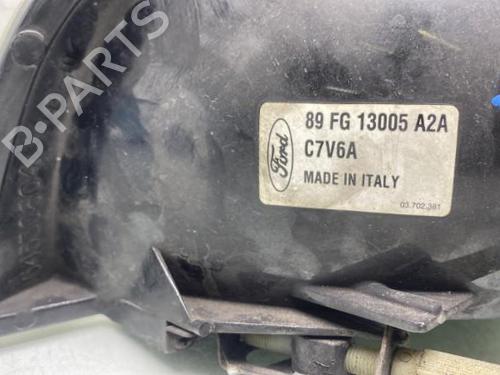 B-PARTS
Ford
89 FG 13005 A2A
C7V6A
MADE IN ITALY
03.702.381